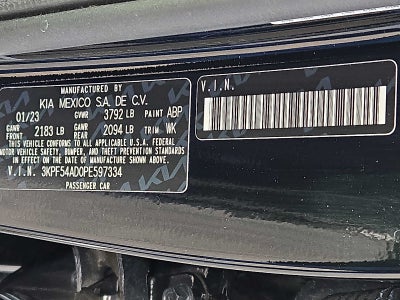 MANUFACTURED BY
KIA MEXICO S.A. DE C.V.
01/23 GVWR 3792 LB PAINT ABP
GAWR FRT 2183 LB GAWR RR 2094 LB TRIM WK
THIS VEHICLE CONFORMS TO ALL APPLICABLE U.S.A. FEDERAL
MOTOR VEHICLE SAFETY, BUMPER, AND THEFT PREVENTION STANDARDS
IN EFFECT ON THE DATE OF MANUFACTURE SHOWN ABOVE.
V.I.N. 3KPF54AD0PE597334
PASSENGER CAR
V.I.N.